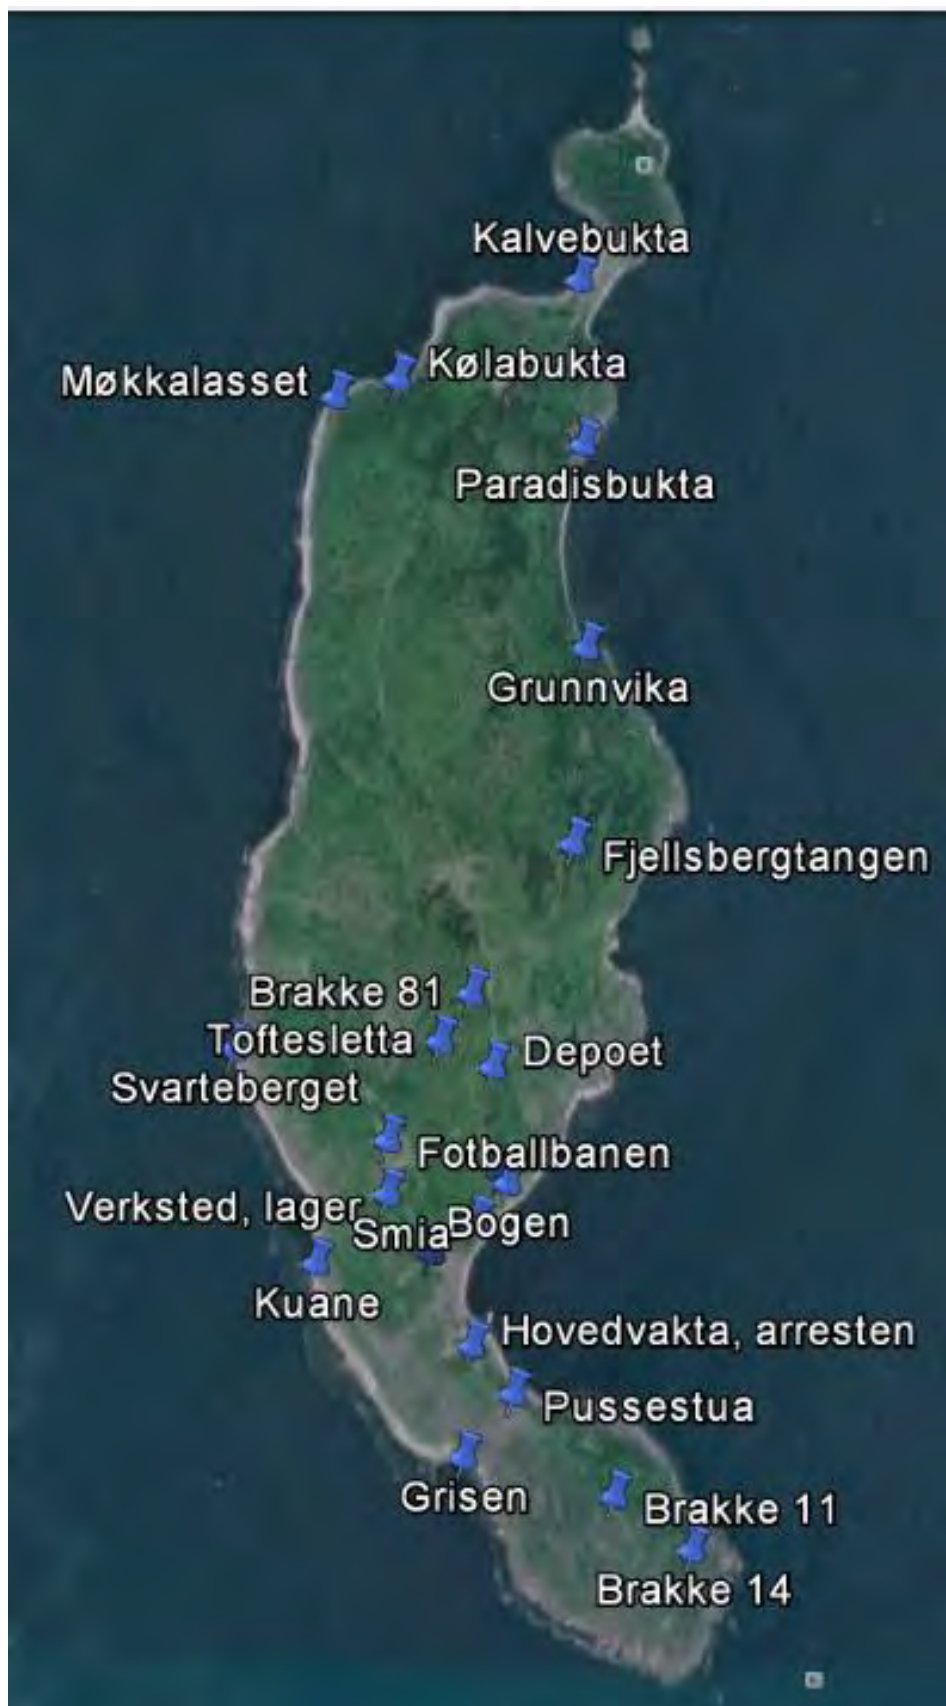 Kalvebukta
Kølabukta
Møkkalasset
Paradisbukta
Grunnvika
Fjellsbergtangen
Brakke 81
Toftesletta
Depoet
Svarteberget
Fotballbanen
Verksted, lager
Smia
Bogen
Kuane
Hovedvakta, arresten
Pussestua
Grisen
Brakke 11
Brakke 14